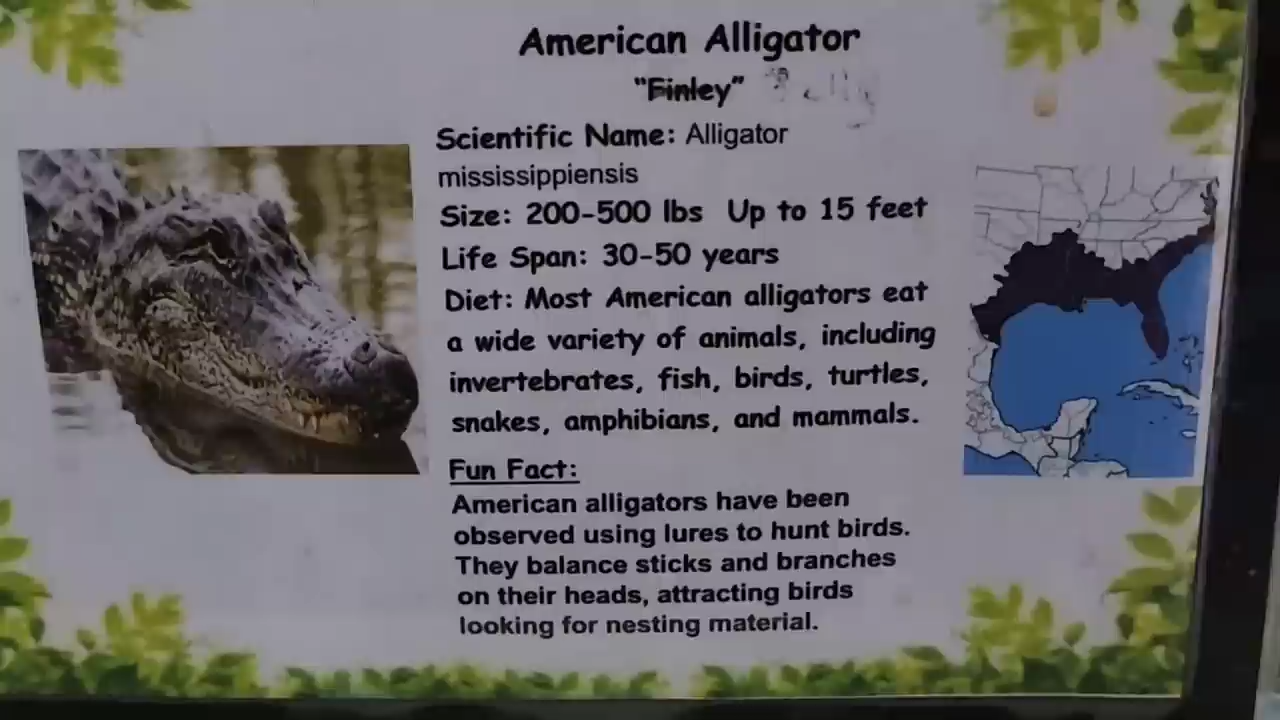 American Alligator
"Finley"
Scientific Name: Alligator
mississippiensis
Size: 200-500 lbs Up to 15 feet
Life Span: 30-50 years
Diet: Most American alligators eat
a wide variety of animals, including
invertebrates, fish, birds, turtles,
snakes, amphibians, and mammals.
Fun Fact:
American alligators have been
observed using lures to hunt birds.
They balance sticks and branches
on their heads, attracting birds
looking for nesting material.